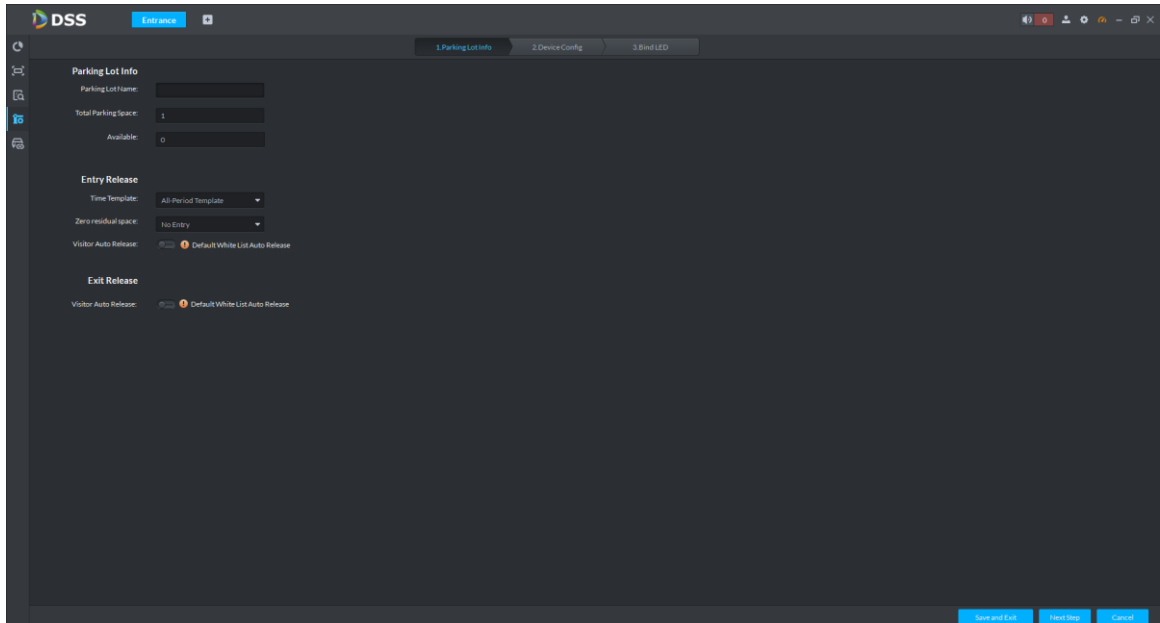 DSS
Entrance
0
1.Parking Lot Info 2.Device Config 3.Bind LED
Parking Lot Info
Parking Lot Name:
Total Parking Space: 1
Available: 0
Entry Release
Time Template: All-Period Template
Zero residual space: No Entry
Visitor Auto Release: Default White List Auto Release
Exit Release
Visitor Auto Release: Default White List Auto Release
Save and Exit Next Step Cancel